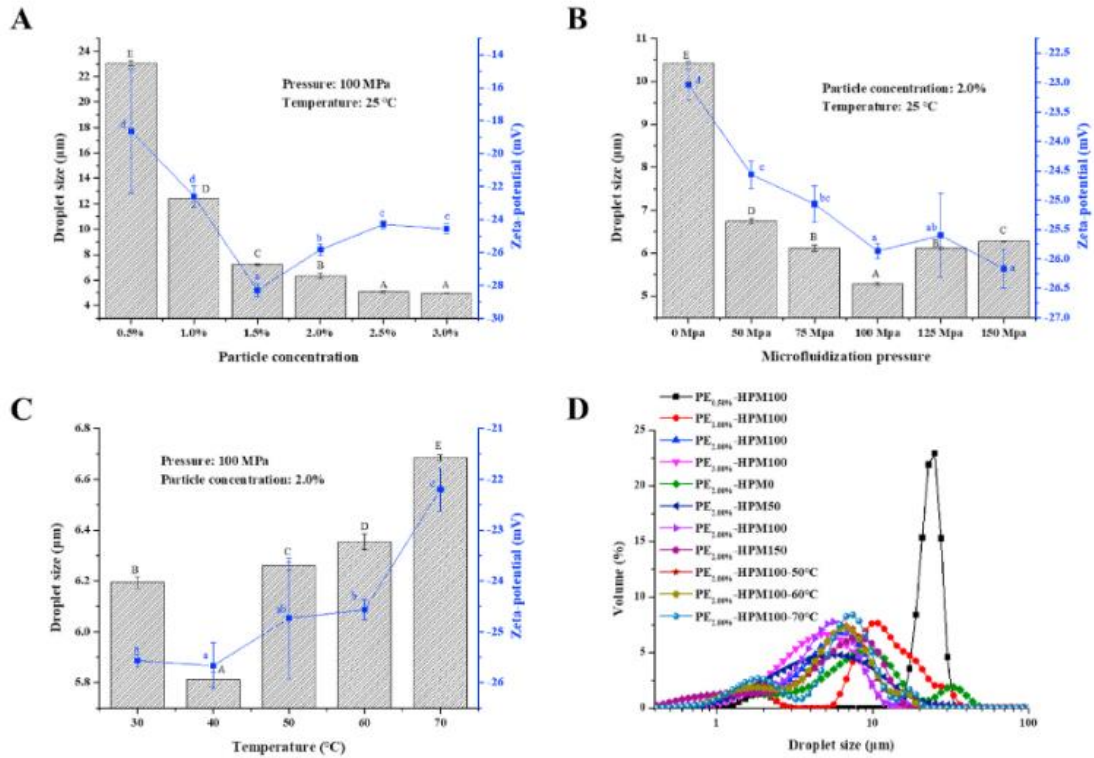 A
24
23
22
20
18
16
14
12
10
8
6
4
Droplet size (µm)
E
D
C
B
A
A
d
d
a
b
c
c
Pressure: 100 MPa
Temperature: 25 °C
-14
-16
-18
-20
-22
-24
-26
-28
-30
Zeta-potential (mV)
0.5% 1.0% 1.5% 2.0% 2.5% 3.0%
Particle concentration
B
11
10
9
8
7
6
5
Droplet size (µm)
E
D
B
A
B
C
d
c
bc
a
ab
a
Particle concentration: 2.0%
Temperature: 25 °C
-22.5
-23.0
-23.5
-24.0
-24.5
-25.0
-25.5
-26.0
-26.5
-27.0
Zeta-potential (mV)
0 Mpa 50 Mpa 75 Mpa 100 Mpa 125 Mpa 150 Mpa
Microfluidization pressure
C
6.8
6.6
6.4
6.2
6.0
5.8
Droplet size (µm)
Pressure: 100 MPa
Particle concentration: 2.0%
B
A
C
D
E
a
a
ab
b
c
-21
-22
-23
-24
-25
-26
Zeta-potential (mV)
30 40 50 60 70
Temperature (°C)
D
PE0.50%-HPM100
PE1.00%-HPM100
PE2.00%-HPM100
PE3.00%-HPM100
PE2.00%-HPM0
PE2.00%-HPM50
PE2.00%-HPM100
PE2.00%-HPM150
PE2.00%-HPM100-50°C
PE2.00%-HPM100-60°C
PE2.00%-HPM100-70°C
25
20
15
10
5
0
Volume (%)
1 10 100
Droplet size (µm)